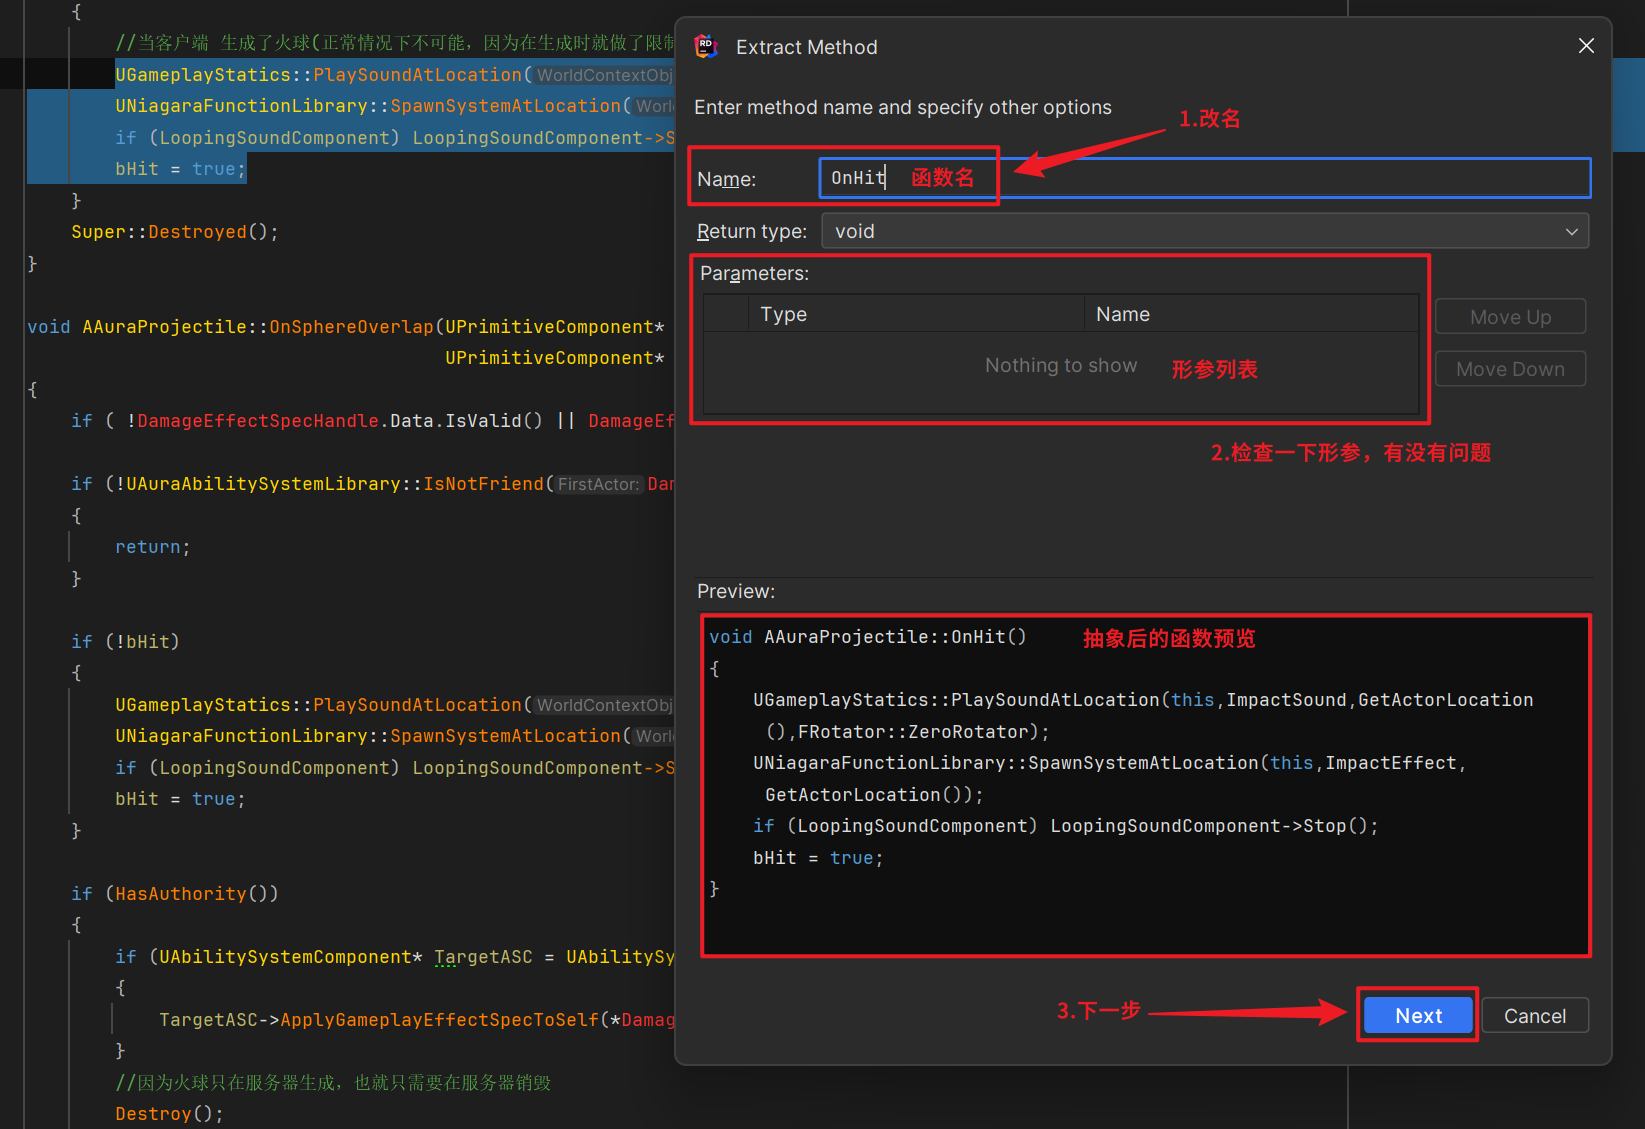 {
//当客户端 生成了火球(正常情况下不可能，因为在生成时就做了限制
UGameplayStatics::PlaySoundAtLocation(WorldContextObj
UNiagaraFunctionLibrary::SpawnSystemAtLocation(Worl
if (LoopingSoundComponent) LoopingSoundComponent->S
bHit = true;
}
Super::Destroyed();
}
void AAuraProjectile::OnSphereOverlap(UPrimitiveComponent*
UPrimitiveComponent*
{
if ( !DamageEffectSpecHandle.Data.IsValid() || DamageEf
if (!UAuraAbilitySystemLibrary::IsNotFriend(FirstActor: Dam
{
return;
}
if (!bHit)
{
UGameplayStatics::PlaySoundAtLocation(WorldContextObj
UNiagaraFunctionLibrary::SpawnSystemAtLocation(Worl
if (LoopingSoundComponent) LoopingSoundComponent->S
bHit = true;
}
if (HasAuthority())
{
if (UAbilitySystemComponent* TargetASC = UAbilitySy
{
TargetASC->ApplyGameplayEffectSpecToSelf(*Damag
}
//因为火球只在服务器生成，也就只需要在服务器销毁
Destroy();
RD
Extract Method
Enter method name and specify other options
1.改名
Name:
OnHit
函数名
Return type:
void
Parameters:
Type
Name
Nothing to show
形参列表
Move Up
Move Down
2.检查一下形参，有没有问题
Preview:
void AAuraProjectile::OnHit()
抽象后的函数预览
{
UGameplayStatics::PlaySoundAtLocation(this,ImpactSound,GetActorLocation
(),FRotator::ZeroRotator);
UNiagaraFunctionLibrary::SpawnSystemAtLocation(this,ImpactEffect,
GetActorLocation());
if (LoopingSoundComponent) LoopingSoundComponent->Stop();
bHit = true;
}
3.下一步
Next
Cancel